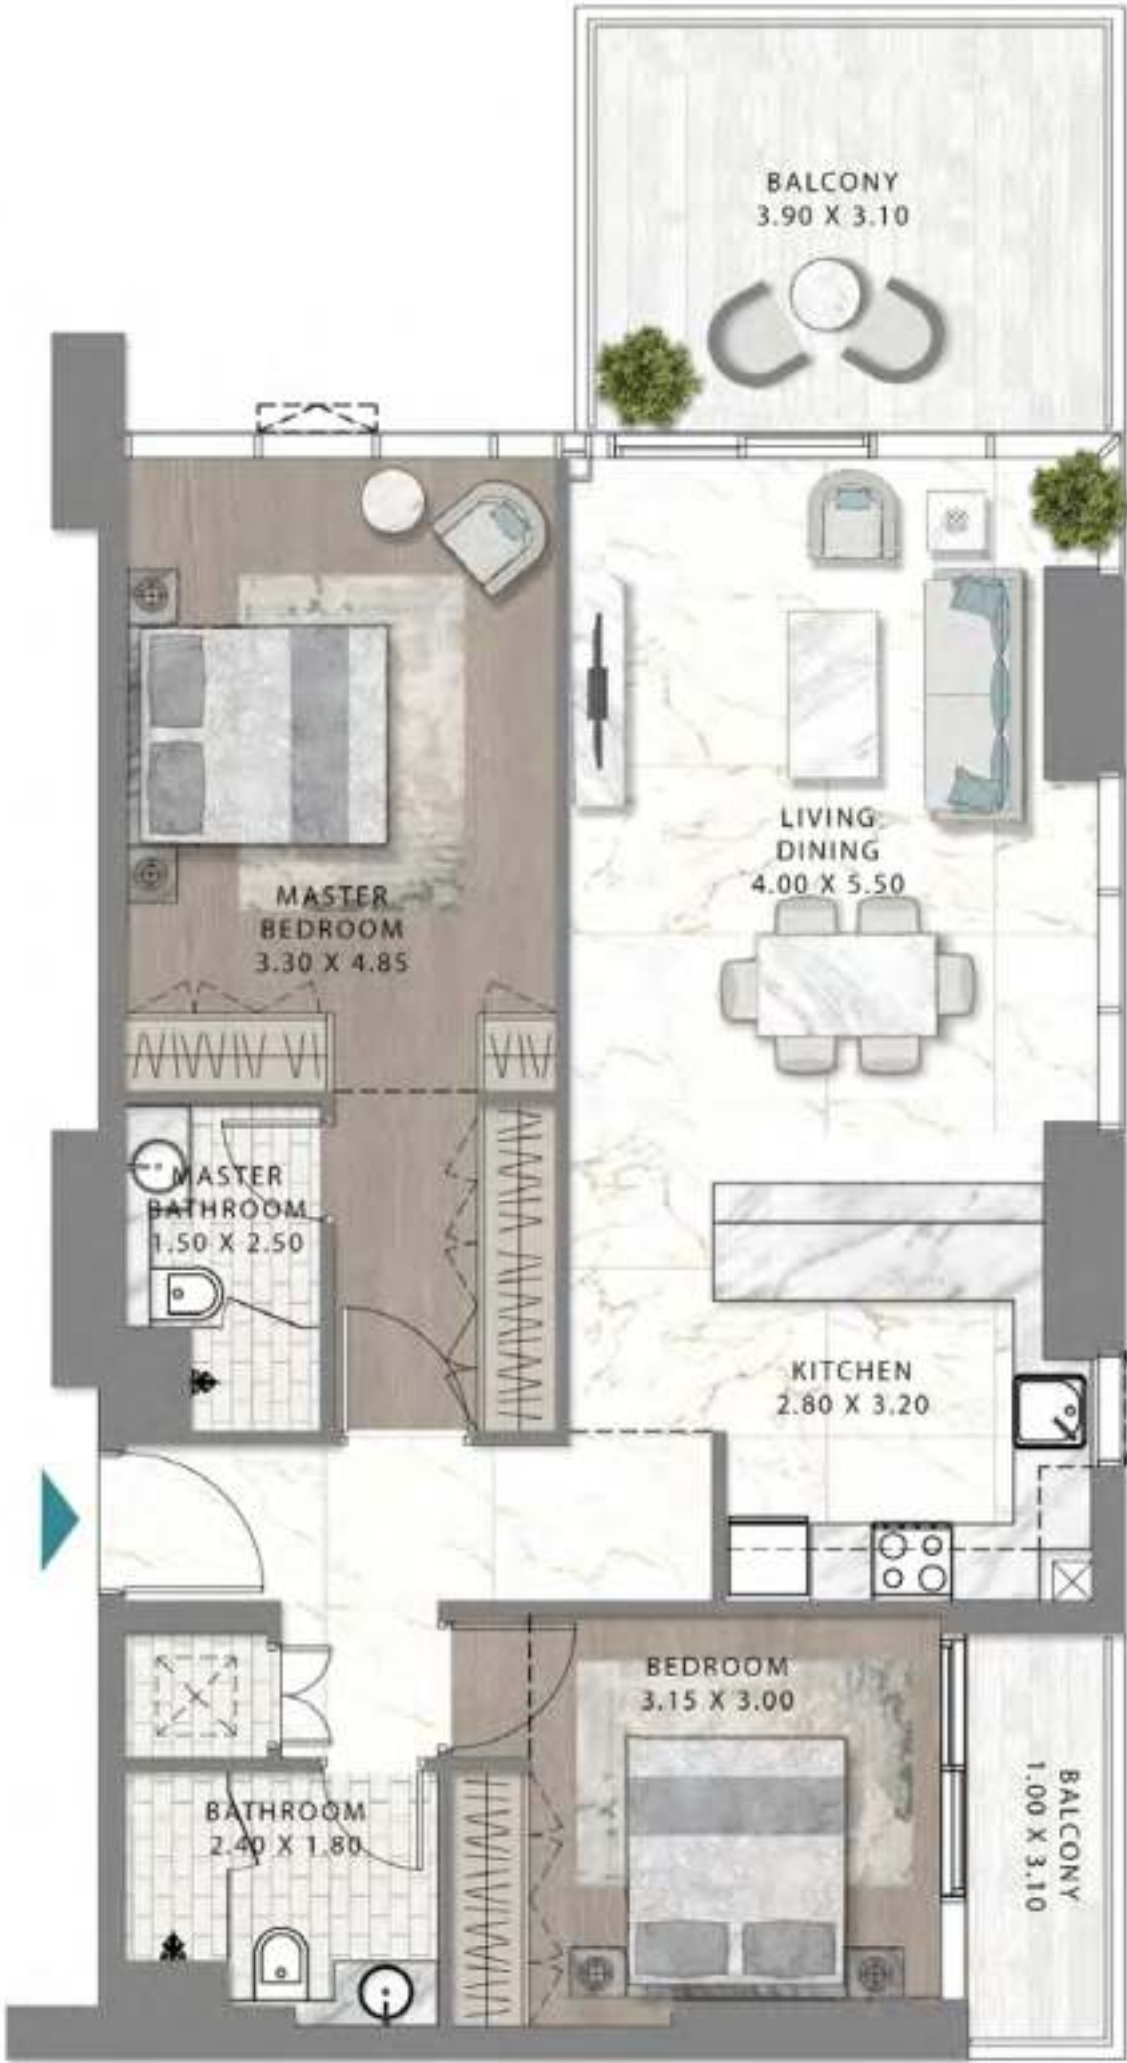 BALCONY
3.90 X 3.10
LIVING
DINING
4.00 X 5.50
MASTER
BEDROOM
3.30 X 4.85
MASTER
BATHROOM
1.50 X 2.50
KITCHEN
2.80 X 3.20
BEDROOM
3.15 X 3.00
BALCONY
1.00 X 3.10
BATHROOM
2.40 X 1.80